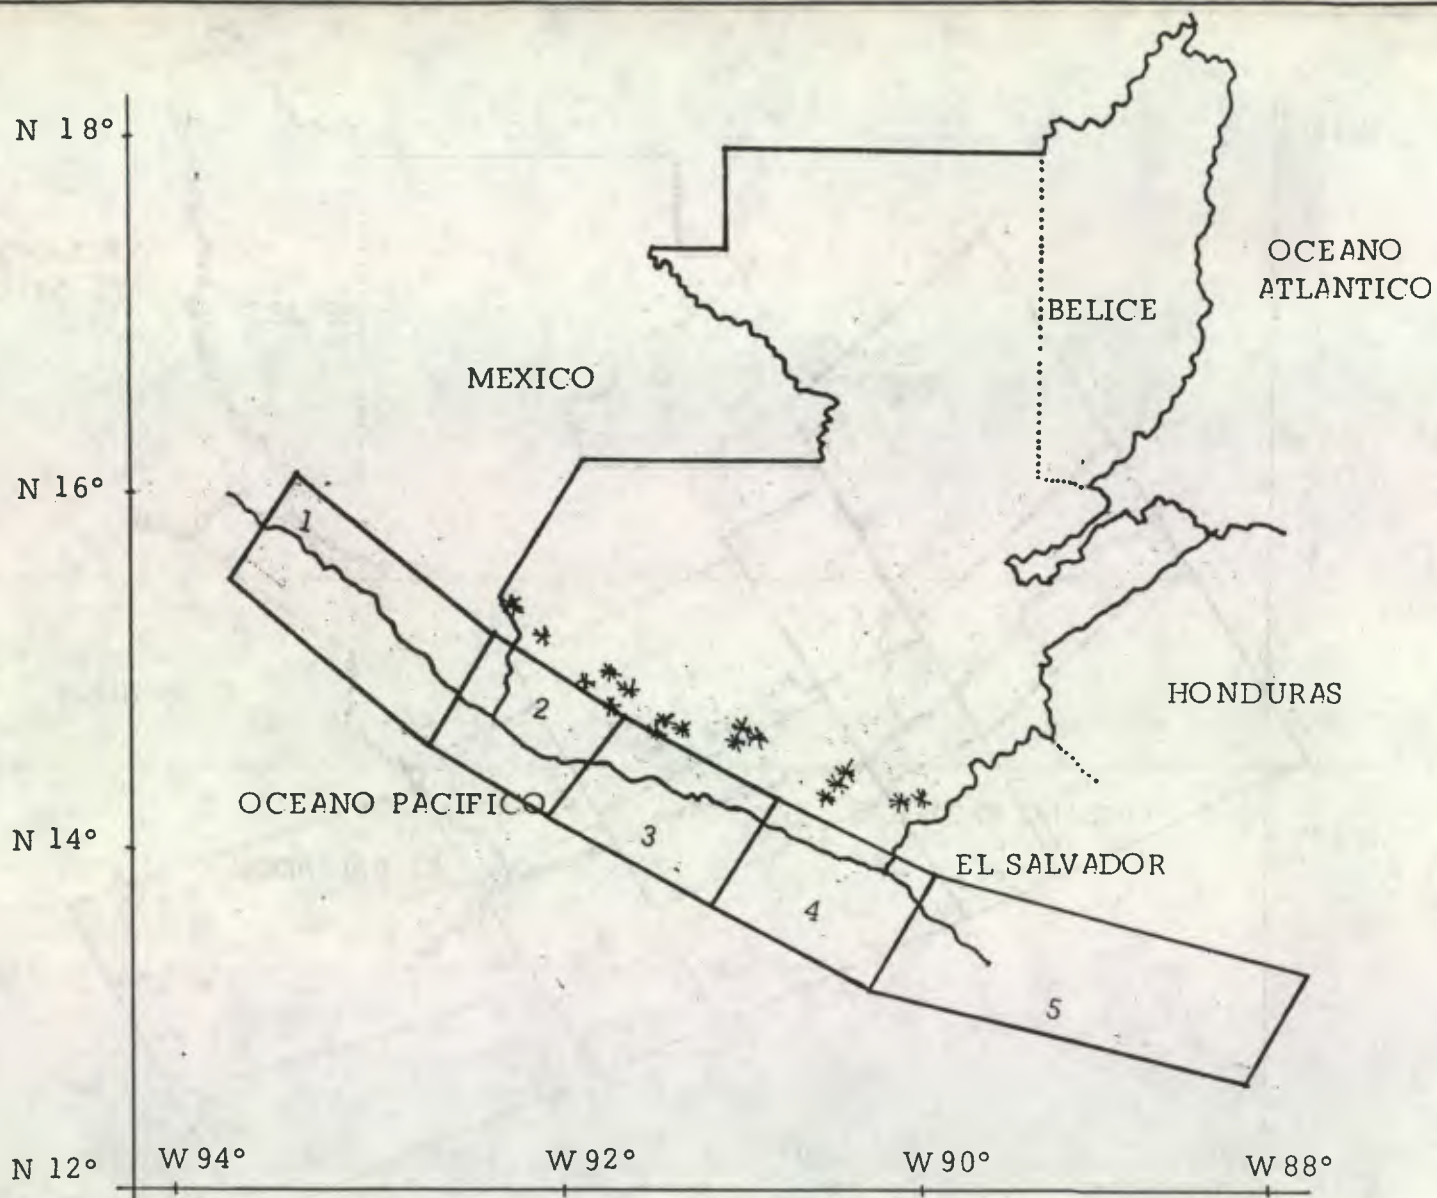 N 18°
OCEANO
ATLANTICO
BELICE
MEXICO
N 16°
1
HONDURAS
2
OCEANO PACIFICO
N 14°
3
EL SALVADOR
4
5
W 94°
W 92°
W 90°
W 88°
N 12°